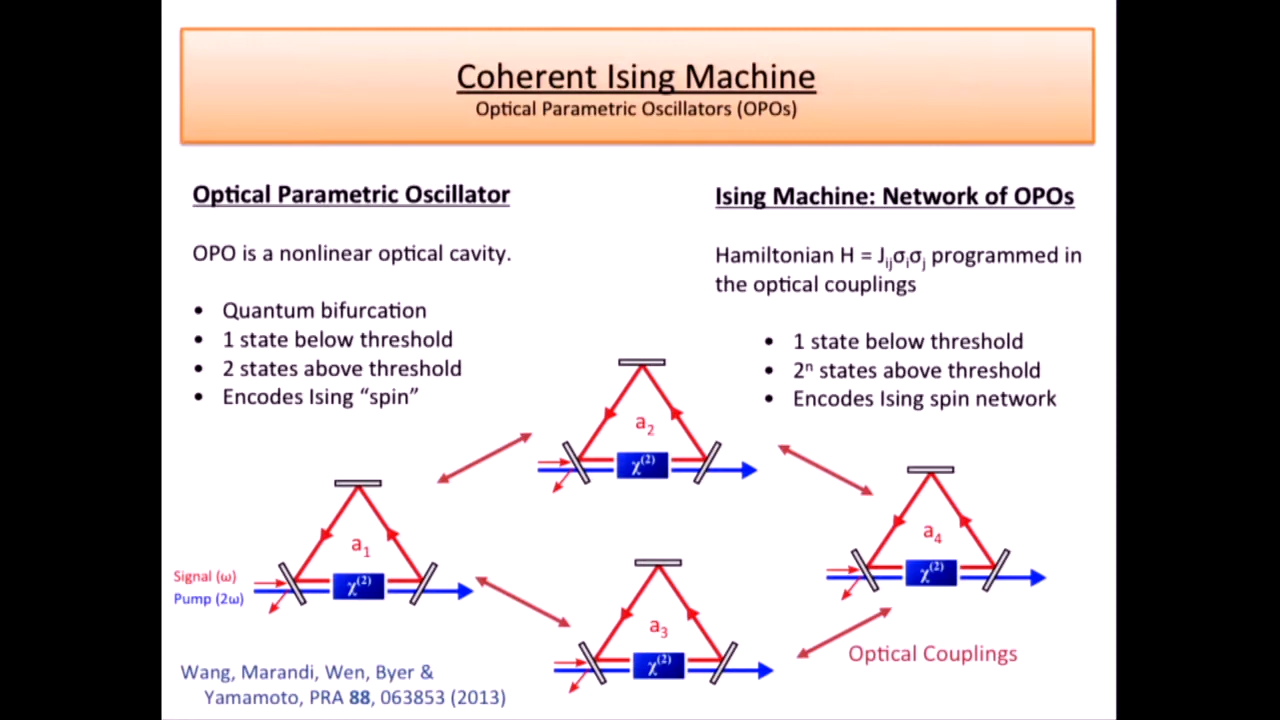 Coherent Ising Machine
Optical Parametric Oscillators (OPOs)
Optical Parametric Oscillator
OPO is a nonlinear optical cavity.
• Quantum bifurcation
• 1 state below threshold
• 2 states above threshold
• Encodes Ising “spin”
Ising Machine: Network of OPOs
Hamiltonian H = Jᵢⱼσᵢσⱼ programmed in
the optical couplings
• 1 state below threshold
• 2ⁿ states above threshold
• Encodes Ising spin network
a₂
χ⁽²⁾
a₁
χ⁽²⁾
Signal (ω)
Pump (2ω)
a₄
χ⁽²⁾
a₃
χ⁽²⁾
Optical Couplings
Wang, Marandi, Wen, Byer &
Yamamoto, PRA 88, 063853 (2013)